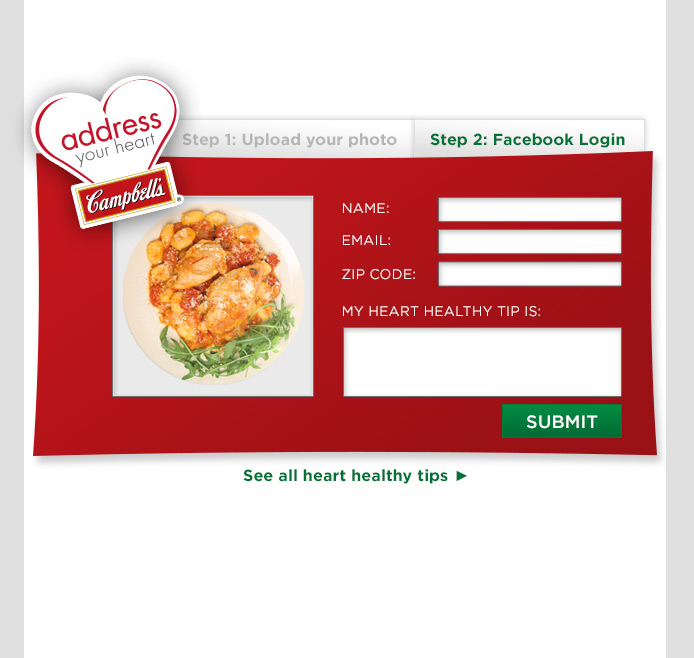 address
your heart
Campbell's®
Step 1: Upload your photo
Step 2: Facebook Login
NAME:
EMAIL:
ZIP CODE:
MY HEART HEALTHY TIP IS:
SUBMIT
See all heart healthy tips ►